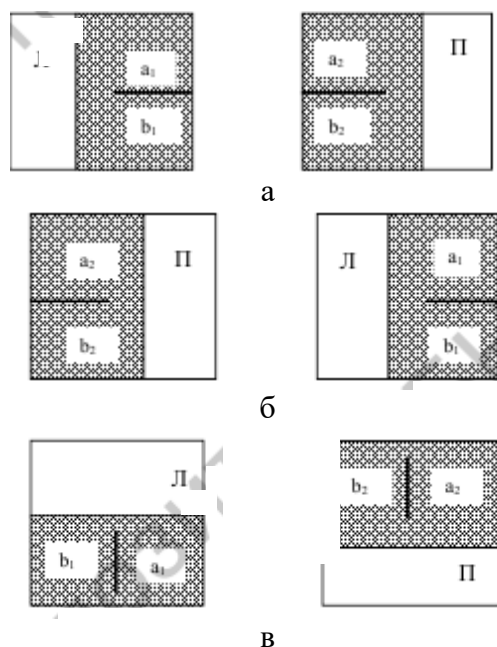 a₁ a₂ П
b₁ b₂
а
a₂ П Л a₁
b₂ b₁
б
Л b₂ a₂
b₁ a₁ П
в